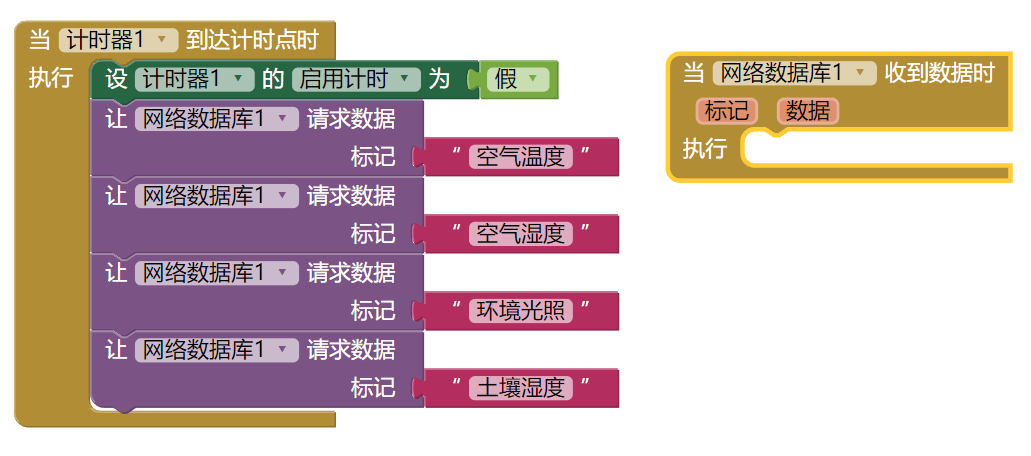 当 计时器1 到达计时点时
执行 设 计时器1 的 启用计时 为 假
让 网络数据库1 请求数据
标记 “ 空气温度 ”
让 网络数据库1 请求数据
标记 “ 空气湿度 ”
让 网络数据库1 请求数据
标记 “ 环境光照 ”
让 网络数据库1 请求数据
标记 “ 土壤湿度 ”
当 网络数据库1 收到数据时
标记 数据
执行